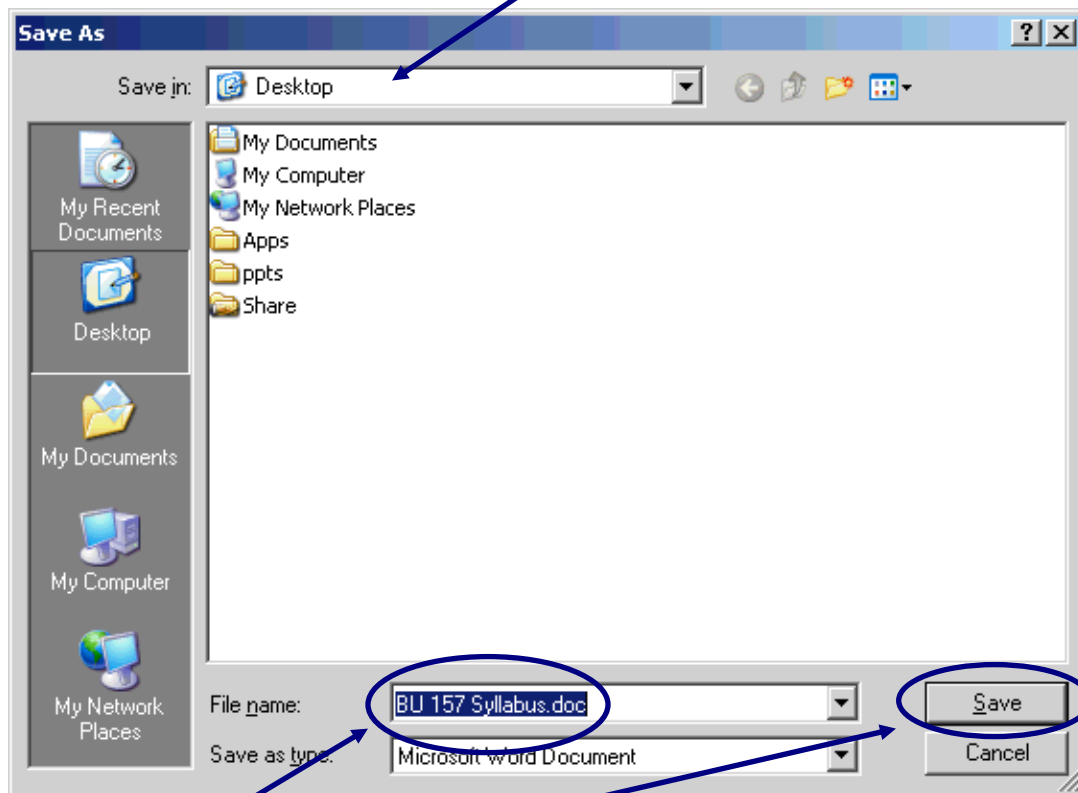 Save As
Save in:
Desktop
My Recent
Documents
Desktop
My Documents
My Computer
My Network
Places
My Documents
My Computer
My Network Places
Apps
ppts
Share
File name:
BU 157 Syllabus.doc
Save
Save as type:
Microsoft Word Document
Cancel